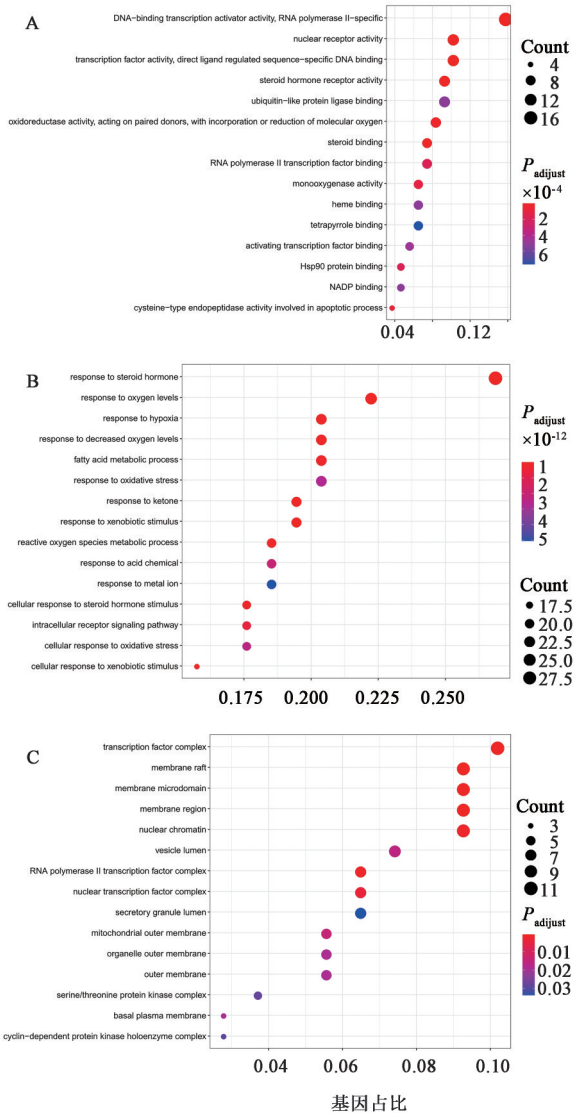 A
DNA−binding transcription activator activity, RNA polymerase II−specific
nuclear receptor activity
transcription factor activity, direct ligand regulated sequence−specific DNA binding
steroid hormone receptor activity
ubiquitin−like protein ligase binding
oxidoreductase activity, acting on paired donors, with incorporation or reduction of molecular oxygen
steroid binding
RNA polymerase II transcription factor binding
monooxygenase activity
heme binding
tetrapyrrole binding
activating transcription factor binding
Hsp90 protein binding
NADP binding
cysteine−type endopeptidase activity involved in apoptotic process
0.04 0.12
Count
4
8
12
16
P adjust
×10-4
2
4
6
B
response to steroid hormone
response to oxygen levels
response to hypoxia
response to decreased oxygen levels
fatty acid metabolic process
response to oxidative stress
response to ketone
response to xenobiotic stimulus
reactive oxygen species metabolic process
response to acid chemical
response to metal ion
cellular response to steroid hormone stimulus
intracellular receptor signaling pathway
cellular response to oxidative stress
cellular response to xenobiotic stimulus
0.175 0.200 0.225 0.250
P adjust
×10-12
1
2
3
4
5
Count
17.5
20.0
22.5
25.0
27.5
C
transcription factor complex
membrane raft
membrane microdomain
membrane region
nuclear chromatin
vesicle lumen
RNA polymerase II transcription factor complex
nuclear transcription factor complex
secretory granule lumen
mitochondrial outer membrane
organelle outer membrane
outer membrane
serine/threonine protein kinase complex
basal plasma membrane
cyclin−dependent protein kinase holoenzyme complex
0.04 0.06 0.08 0.10
Count
3
5
7
9
11
P adjust
0.01
0.02
0.03
基因占比